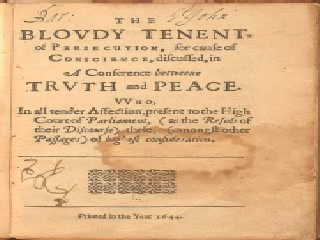 THE
BLOVDY TENENT,
of PERSECUTION, for cause of
CONSCIENCE, discussed, in
A Conference betweene
TRVTH and PEACE.
VVHO,
In all tender Affection, present to the High
Court of Parliament, (as the Result of
their Discourse) these, (amongst other
Passages) of highest consideration.
Printed in the Year 1644.